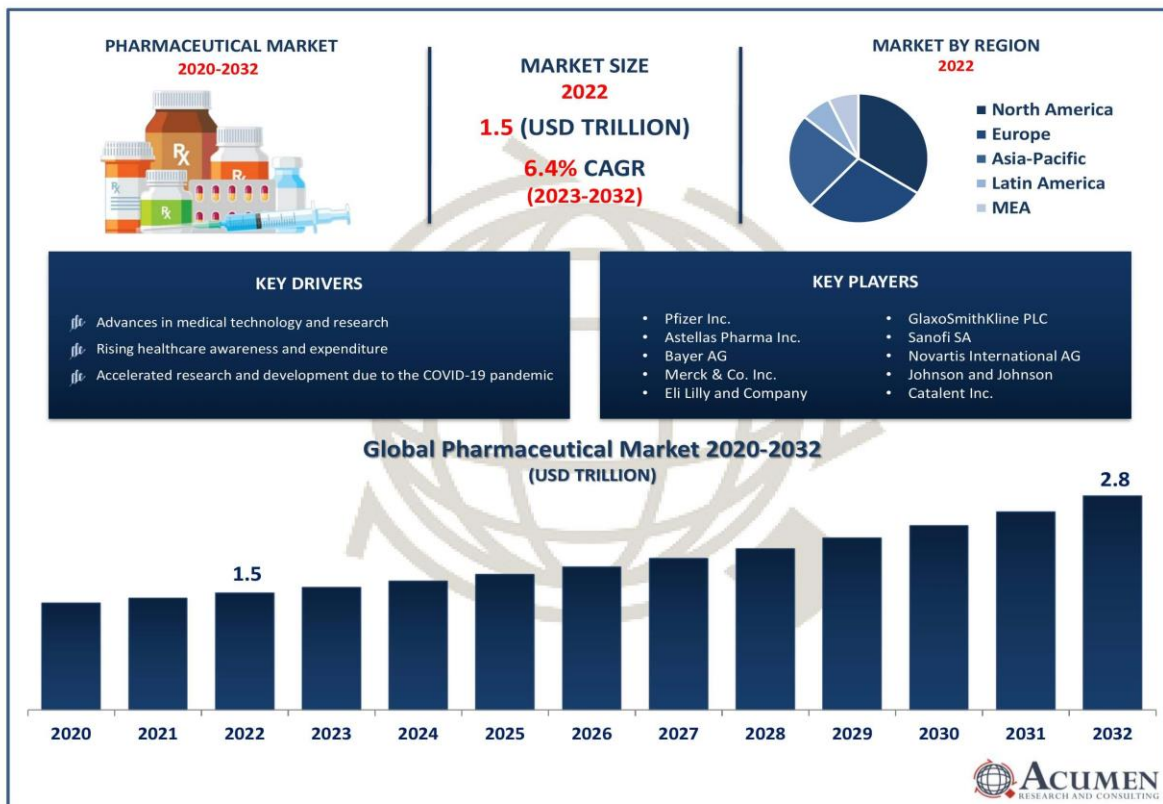 PHARMACEUTICAL MARKET
2020-2032
Rx
Rx
Rx
Rx
MARKET SIZE
2022
1.5 (USD TRILLION)
6.4% CAGR
(2023-2032)
MARKET BY REGION
2022
North America
Europe
Asia-Pacific
Latin America
MEA
KEY DRIVERS
Advances in medical technology and research
Rising healthcare awareness and expenditure
Accelerated research and development due to the COVID-19 pandemic
KEY PLAYERS
• Pfizer Inc.
• Astellas Pharma Inc.
• Bayer AG
• Merck & Co. Inc.
• Eli Lilly and Company
• GlaxoSmithKline PLC
• Sanofi SA
• Novartis International AG
• Johnson and Johnson
• Catalent Inc.
Global Pharmaceutical Market 2020-2032
(USD TRILLION)
1.5
2.8
2020 2021 2022 2023 2024 2025 2026 2027 2028 2029 2030 2031 2032
ACUMEN
RESEARCH AND CONSULTING